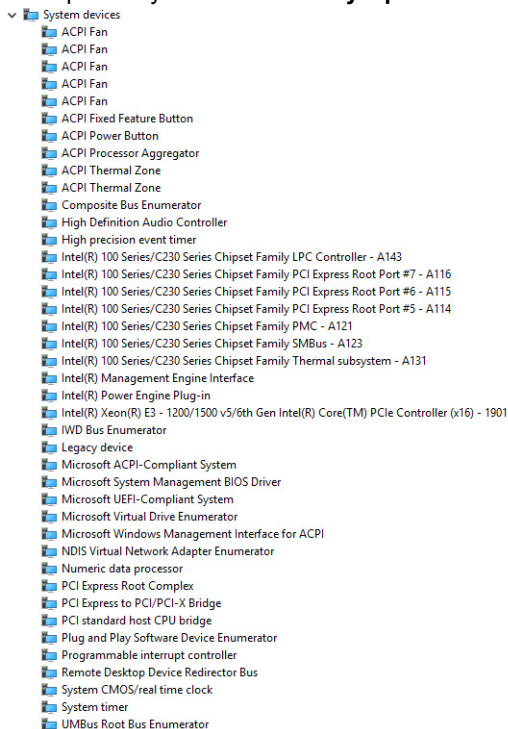 System devices
ACPI Fan
ACPI Fan
ACPI Fan
ACPI Fan
ACPI Fan
ACPI Fixed Feature Button
ACPI Power Button
ACPI Processor Aggregator
ACPI Thermal Zone
ACPI Thermal Zone
Composite Bus Enumerator
High Definition Audio Controller
High precision event timer
Intel(R) 100 Series/C230 Series Chipset Family LPC Controller - A143
Intel(R) 100 Series/C230 Series Chipset Family PCI Express Root Port #7 - A116
Intel(R) 100 Series/C230 Series Chipset Family PCI Express Root Port #6 - A115
Intel(R) 100 Series/C230 Series Chipset Family PCI Express Root Port #5 - A114
Intel(R) 100 Series/C230 Series Chipset Family PMC - A121
Intel(R) 100 Series/C230 Series Chipset Family SMBus - A123
Intel(R) 100 Series/C230 Series Chipset Family Thermal subsystem - A131
Intel(R) Management Engine Interface
Intel(R) Power Engine Plug-in
Intel(R) Xeon(R) E3 - 1200/1500 v5/6th Gen Intel(R) Core(TM) PCIe Controller (x16) - 1901
IWD Bus Enumerator
Legacy device
Microsoft ACPI-Compliant System
Microsoft System Management BIOS Driver
Microsoft UEFI-Compliant System
Microsoft Virtual Drive Enumerator
Microsoft Windows Management Interface for ACPI
NDIS Virtual Network Adapter Enumerator
Numeric data processor
PCI Express Root Complex
PCI Express to PCI/PCI-X Bridge
PCI standard host CPU bridge
Plug and Play Software Device Enumerator
Programmable interrupt controller
Remote Desktop Device Redirector Bus
System CMOS/real time clock
System timer
UMBus Root Bus Enumerator